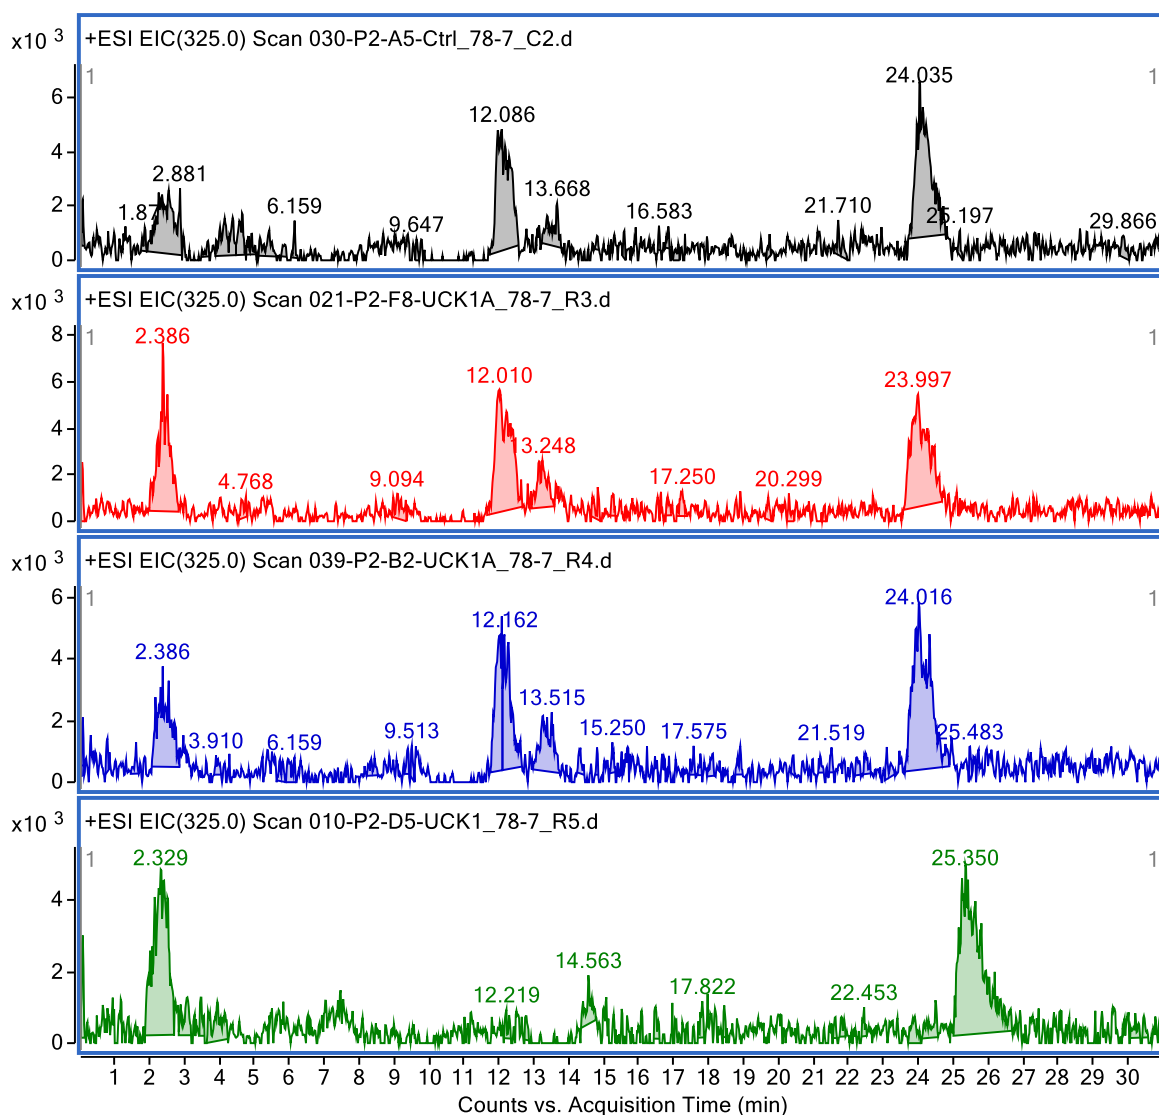 x10 3 +ESI EIC(325.0) Scan 030-P2-A5-Ctrl_78-7_C2.d
1 1
24.035
6
12.086
4
2.881 13.668
2 1.87 6.159 9.647 16.583 21.710 25.197 29.866
0
x10 3 +ESI EIC(325.0) Scan 021-P2-F8-UCK1A_78-7_R3.d
1 1
8 2.386
12.010 23.997
6
4 3.248
2 4.768 9.094 17.250 20.299
0
x10 3 +ESI EIC(325.0) Scan 039-P2-B2-UCK1A_78-7_R4.d
6 1 24.016 1
12.162
4 2.386
13.515
2 3.910 6.159 9.513 15.250 17.575 21.519 25.483
0
x10 3 +ESI EIC(325.0) Scan 010-P2-D5-UCK1_78-7_R5.d
1 2.329 25.350 1
4
14.563
2 12.219 17.822 22.453
0
1 2 3 4 5 6 7 8 9 10 11 12 13 14 15 16 17 18 19 20 21 22 23 24 25 26 27 28 29 30
Counts vs. Acquisition Time (min)